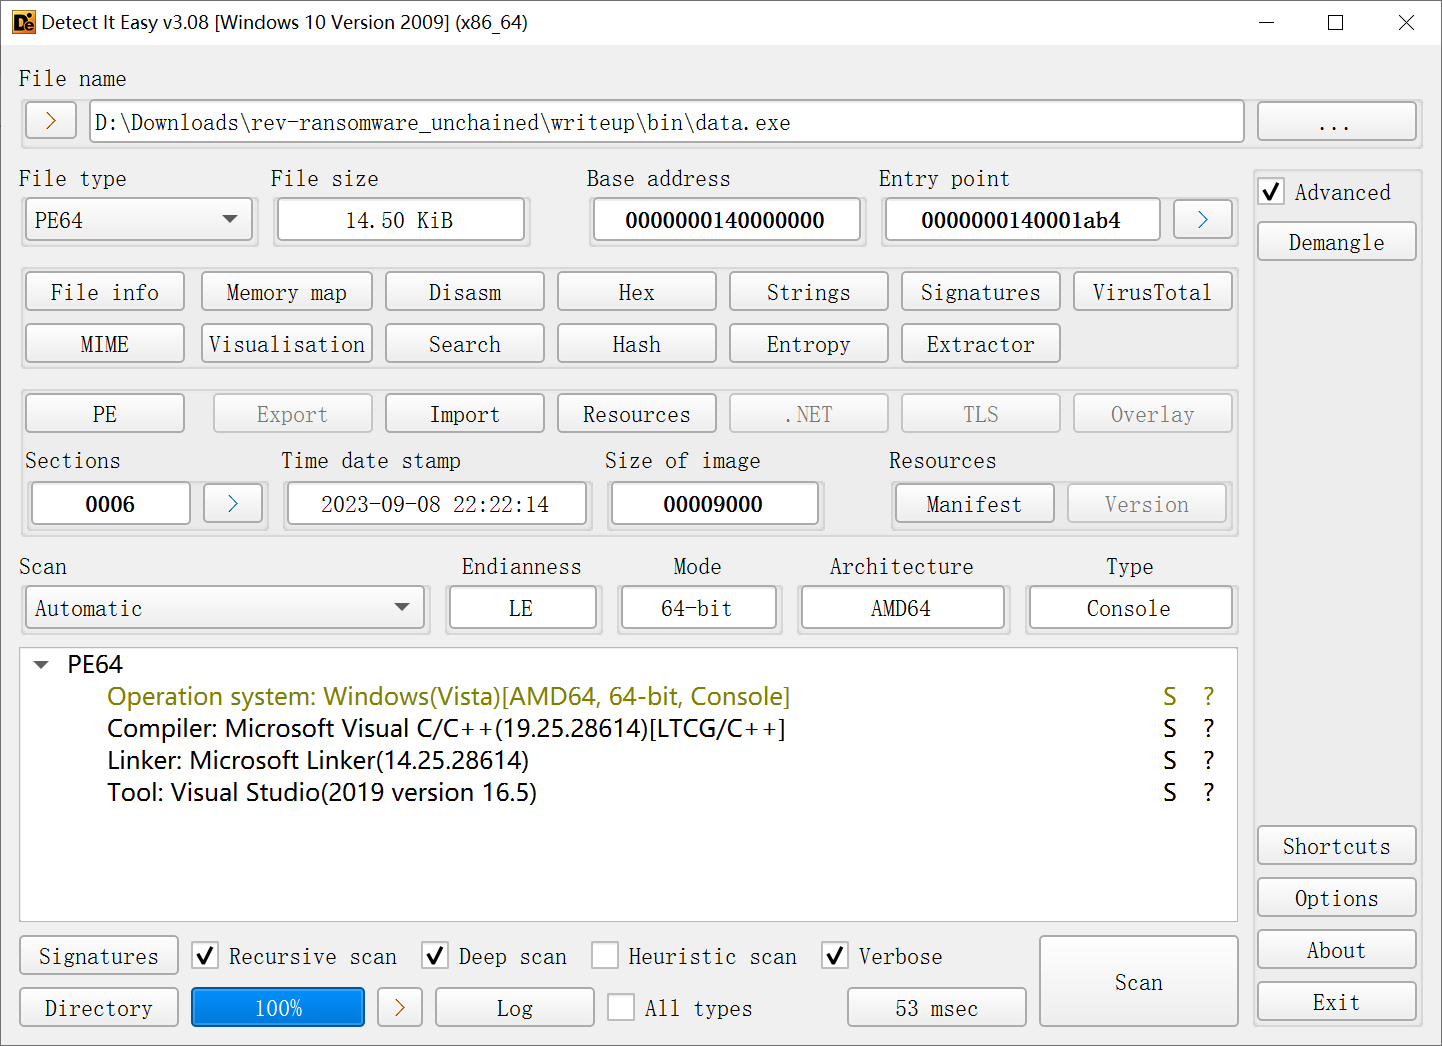 Detect It Easy v3.08 [Windows 10 Version 2009] (x86_64)
File name
> D:\Downloads\rev-ransomware_unchained\writeup\bin\data.exe ...
File type File size Base address Entry point
PE64 14.50 KiB 0000000140000000 0000000140001ab4 >
Advanced
Demangle
File info Memory map Disasm Hex Strings Signatures VirusTotal
MIME Visualisation Search Hash Entropy Extractor
PE Export Import Resources .NET TLS Overlay
Sections Time date stamp Size of image Resources
0006 > 2023-09-08 22:22:14 00009000 Manifest Version
Scan Endianness Mode Architecture Type
Automatic LE 64-bit AMD64 Console
PE64
Operation system: Windows(Vista)[AMD64, 64-bit, Console] S ?
Compiler: Microsoft Visual C/C++(19.25.28614)[LTCG/C++] S ?
Linker: Microsoft Linker(14.25.28614) S ?
Tool: Visual Studio(2019 version 16.5) S ?
Shortcuts
Options
About
Exit
Signatures Recursive scan Deep scan Heuristic scan Verbose
Directory 100% > Log All types 53 msec
Scan